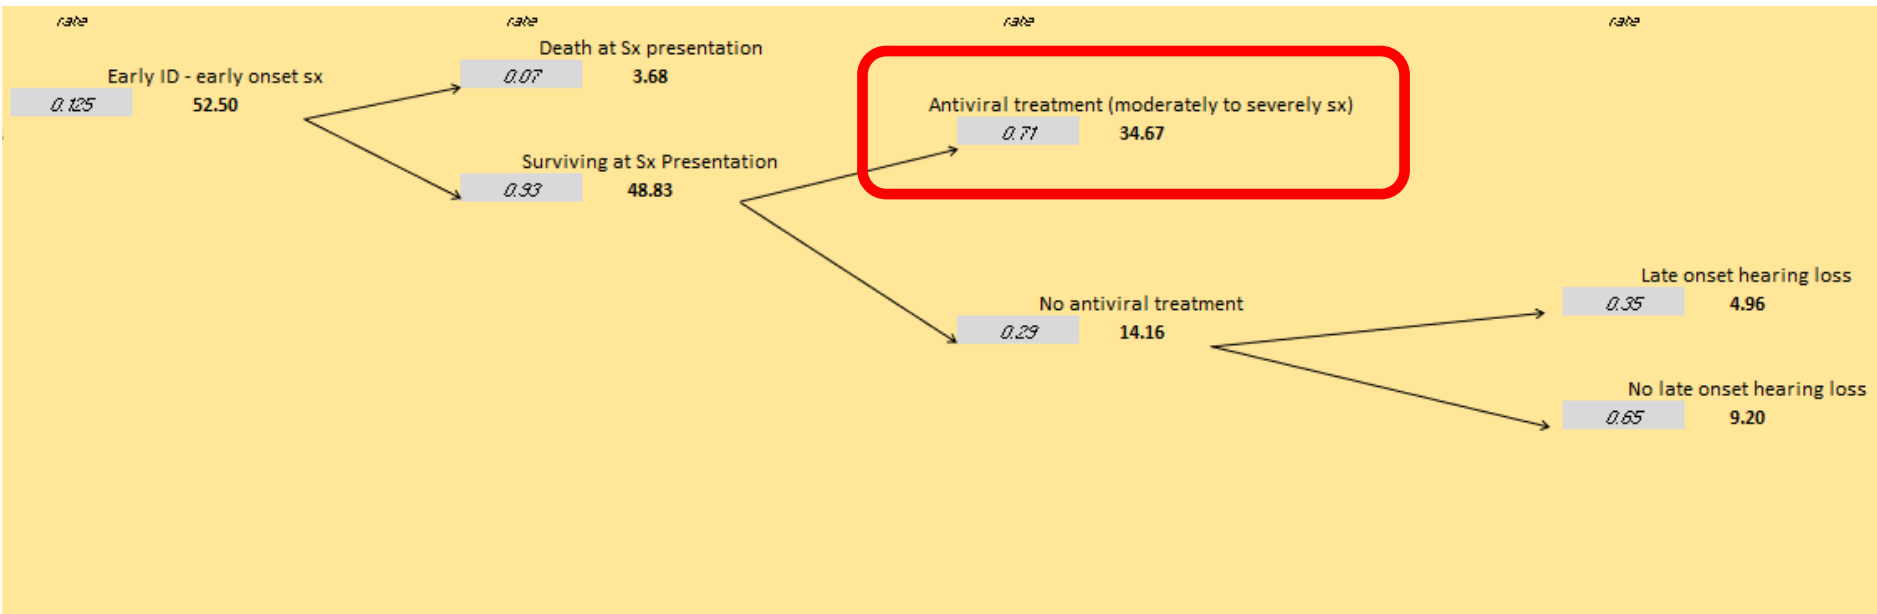 rate rate rate rate
Death at Sx presentation
Early ID - early onset sx 0.07 3.68
0.125 52.50 Antiviral treatment (moderately to severely sx)
0.71 34.67
Surviving at Sx Presentation
0.93 48.83
Late onset hearing loss
No antiviral treatment 0.35 4.96
0.29 14.16
No late onset hearing loss
0.65 9.20